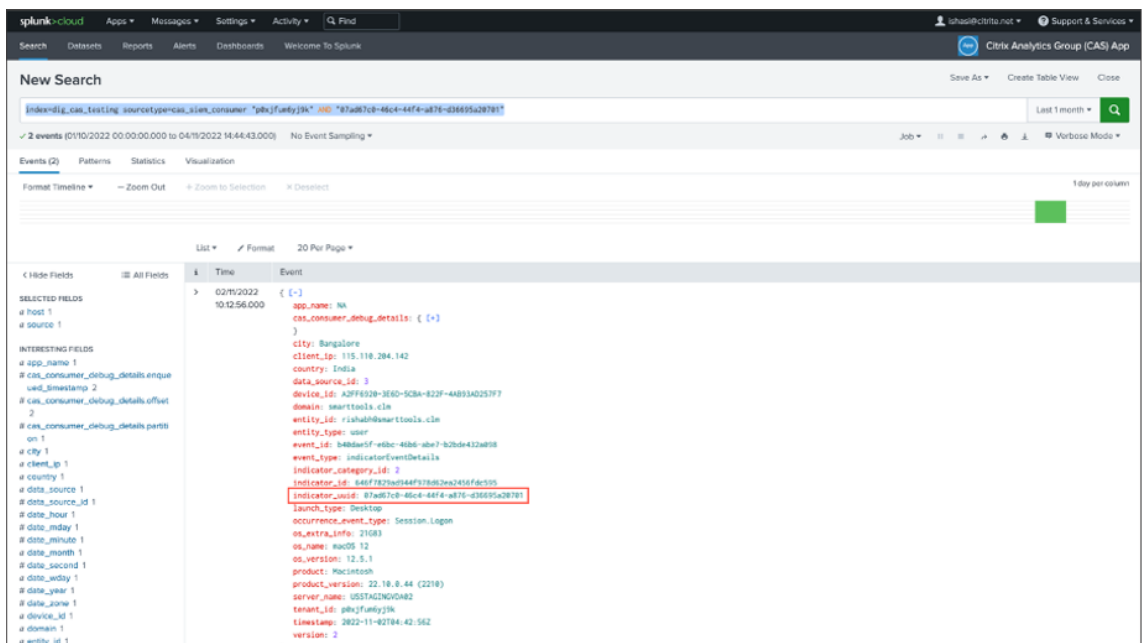 splunk>cloud Apps ▾ Messages ▾ Settings ▾ Activity ▾ Find ishasi@citrite.net ▾ Support & Services ▾
Search Datasets Reports Alerts Dashboards Welcome To Splunk Citrix Analytics Group (CAS) App
New Search Save As ▾ Create Table View Close
index=dig_cas_testing sourcetype=cas_siem_consumer "p0xjfum6yj9k" AND "07ad67c0-46c4-44f4-a876-d36695a20701" Last 1 month ▾
✓ 2 events (01/10/2022 00:00:00.000 to 04/11/2022 14:44:43.000) No Event Sampling ▾ Job ▾ Verbose Mode ▾
Events (2) Patterns Statistics Visualization
Format Timeline ▾ — Zoom Out + Zoom to Selection × Deselect 1 day per column
List ▾ Format 20 Per Page ▾
< Hide Fields All Fields i Time Event
SELECTED FIELDS
a host 1
a source 1
INTERESTING FIELDS
a app_name 1
# cas_consumer_debug_details.enque
ued_timestamp 2
# cas_consumer_debug_details.offset
2
# cas_consumer_debug_details.partiti
on 1
a city 1
a client_ip 1
a country 1
a data_source 1
# data_source_id 1
# date_hour 1
# date_mday 1
# date_minute 1
a date_month 1
# date_second 1
a date_wday 1
# date_year 1
# date_zone 1
a device_id 1
a domain 1
a entity_id 1
> 02/11/2022 { [-]
10:12:56.000 app_name: NA
cas_consumer_debug_details: { [+]
}
city: Bangalore
client_ip: 115.110.204.142
country: India
data_source_id: 3
device_id: A2FF6920-3E6D-5CBA-822F-4AB93AD257F7
domain: smarttools.clm
entity_id: rishabh@smarttools.clm
entity_type: user
event_id: b40dae5f-e6bc-46b6-abe7-b2bde432a098
event_type: indicatorEventDetails
indicator_category_id: 2
indicator_id: 646f7829ad944f978d62ea2456fdc595
indicator_uuid: 07ad67c0-46c4-44f4-a876-d36695a20701
launch_type: Desktop
occurrence_event_type: Session.Logon
os_extra_info: 21G83
os_name: macOS 12
os_version: 12.5.1
product: Macintosh
product_version: 22.10.0.44 (2210)
server_name: USSTAGINGVDA02
tenant_id: p0xjfum6yj9k
timestamp: 2022-11-02T04:42:56Z
version: 2